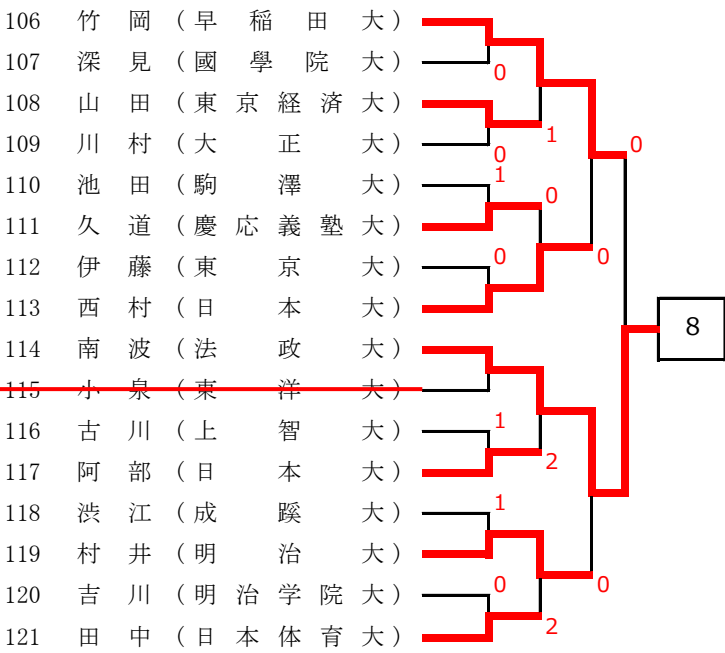 106 竹岡(早稲田大)
107 深見(國學院大)
0
108 山田(東京経済大)
1
0
109 川村(大正大)
0
110 池田(駒澤大)
1
0
111 久道(慶応義塾大)
112 伊藤(東京大)
0
0
113 西村(日本大)
8
114 南波(法政大)
115 小泉(東洋大)
116 古川(上智大)
1
117 阿部(日本大)
2
118 渋江(成蹊大)
1
119 村井(明治大)
120 吉川(明治学院大)
0
0
121 田中(日本体育大)
2